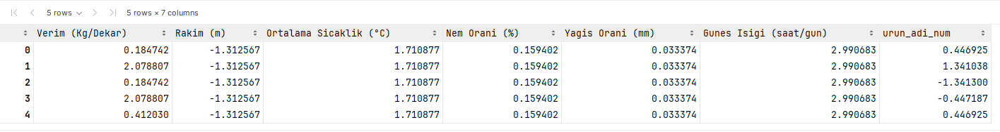 5 rows 5 rows × 7 columns
Verim (Kg/Dekar) Rakim (m) Ortalama Sicaklik (°C) Nem Orani (%) Yagis Orani (mm) Gunes Isigi (saat/gun) urun_adi_num
0 0.184742 -1.312567 1.710877 0.159402 0.033374 2.990683 0.446925
1 2.078807 -1.312567 1.710877 0.159402 0.033374 2.990683 1.341038
2 0.184742 -1.312567 1.710877 0.159402 0.033374 2.990683 -1.341300
3 2.078807 -1.312567 1.710877 0.159402 0.033374 2.990683 -0.447187
4 0.412030 -1.312567 1.710877 0.159402 0.033374 2.990683 0.446925